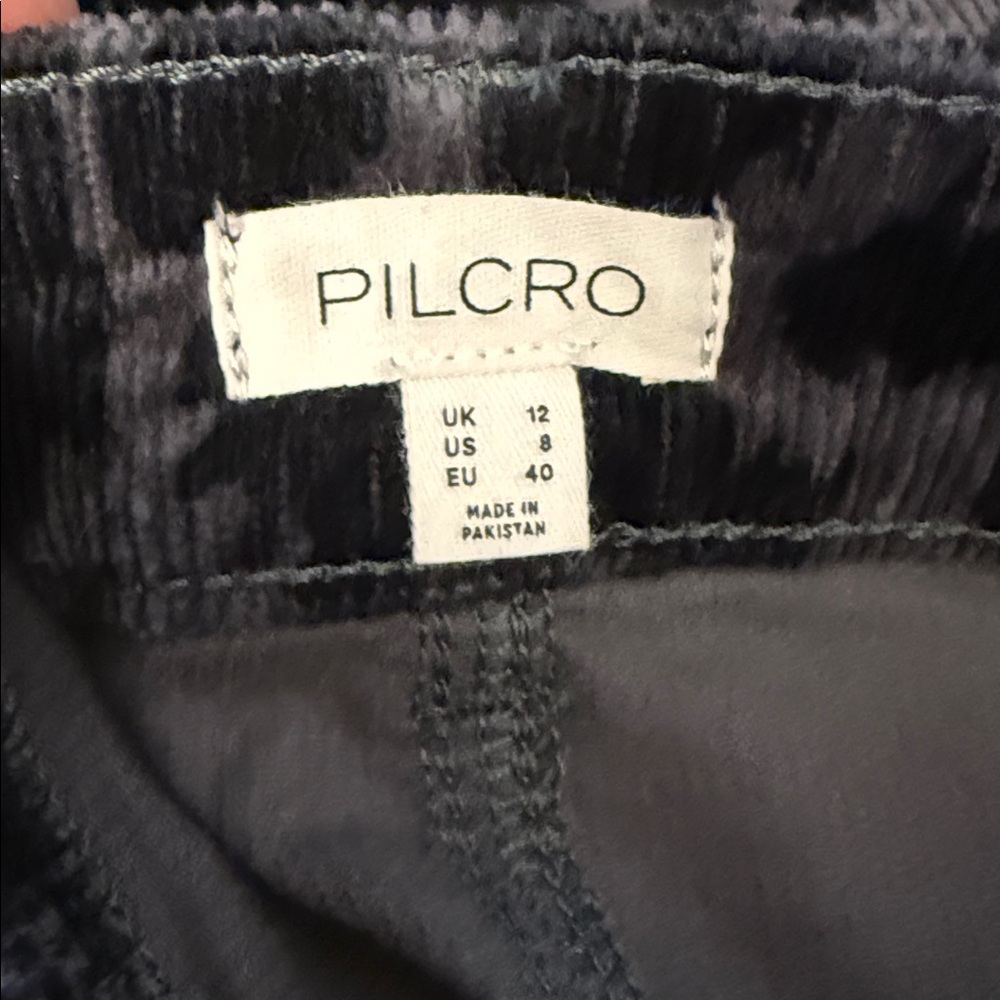 PILCRO
UK 12
US 8
EU 40
MADE IN
PAKISTAN